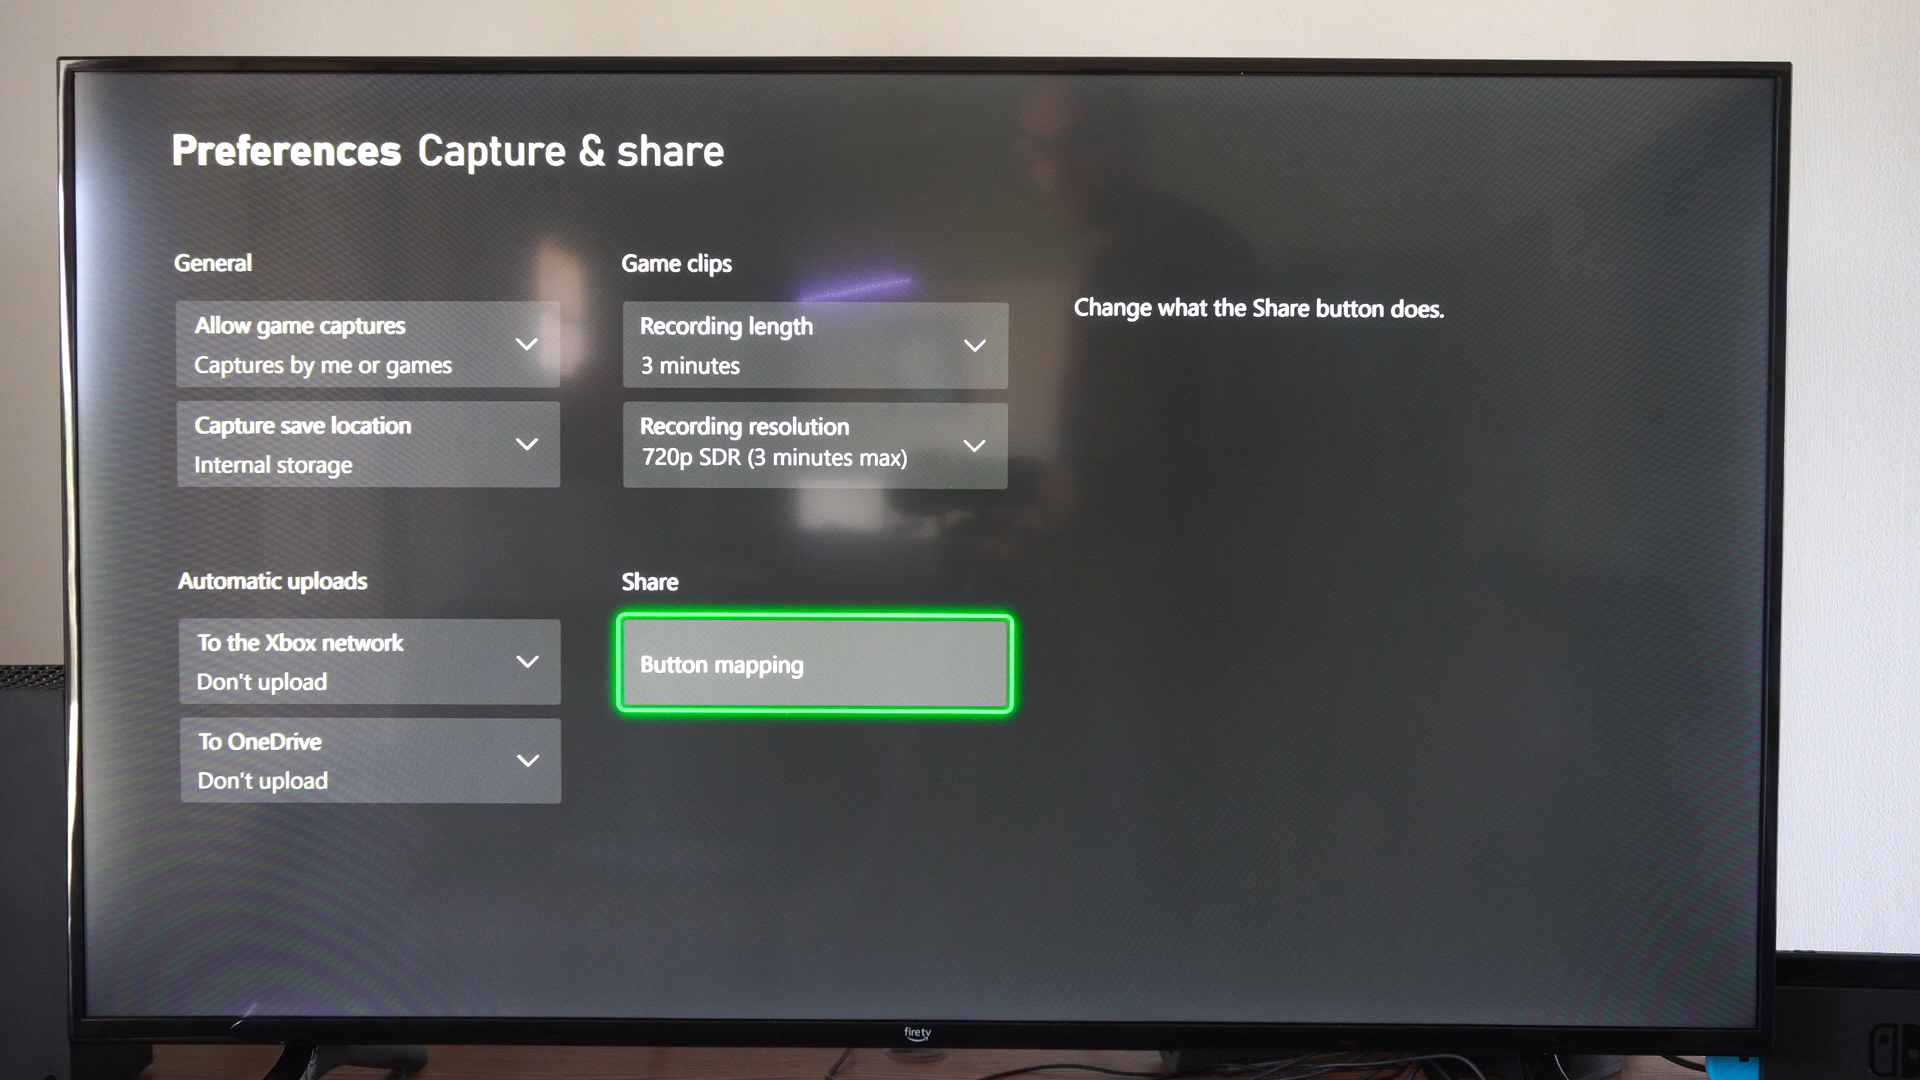 Preferences Capture & share
General
Allow game captures
Captures by me or games
Capture save location
Internal storage
Automatic uploads
To the Xbox network
Don't upload
To OneDrive
Don't upload
Game clips
Recording length
3 minutes
Recording resolution
720p SDR (3 minutes max)
Share
Button mapping
Change what the Share button does.
firetv